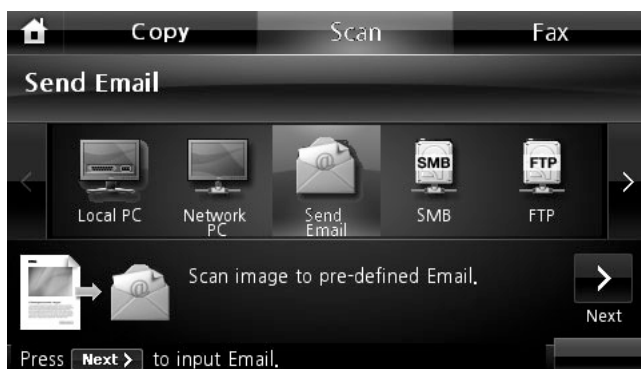 Copy Scan Fax
Send Email
@
SMB FTP
Local PC Network PC Send Email SMB FTP
@ Scan image to pre-defined Email.
Next
Press Next > to input Email.